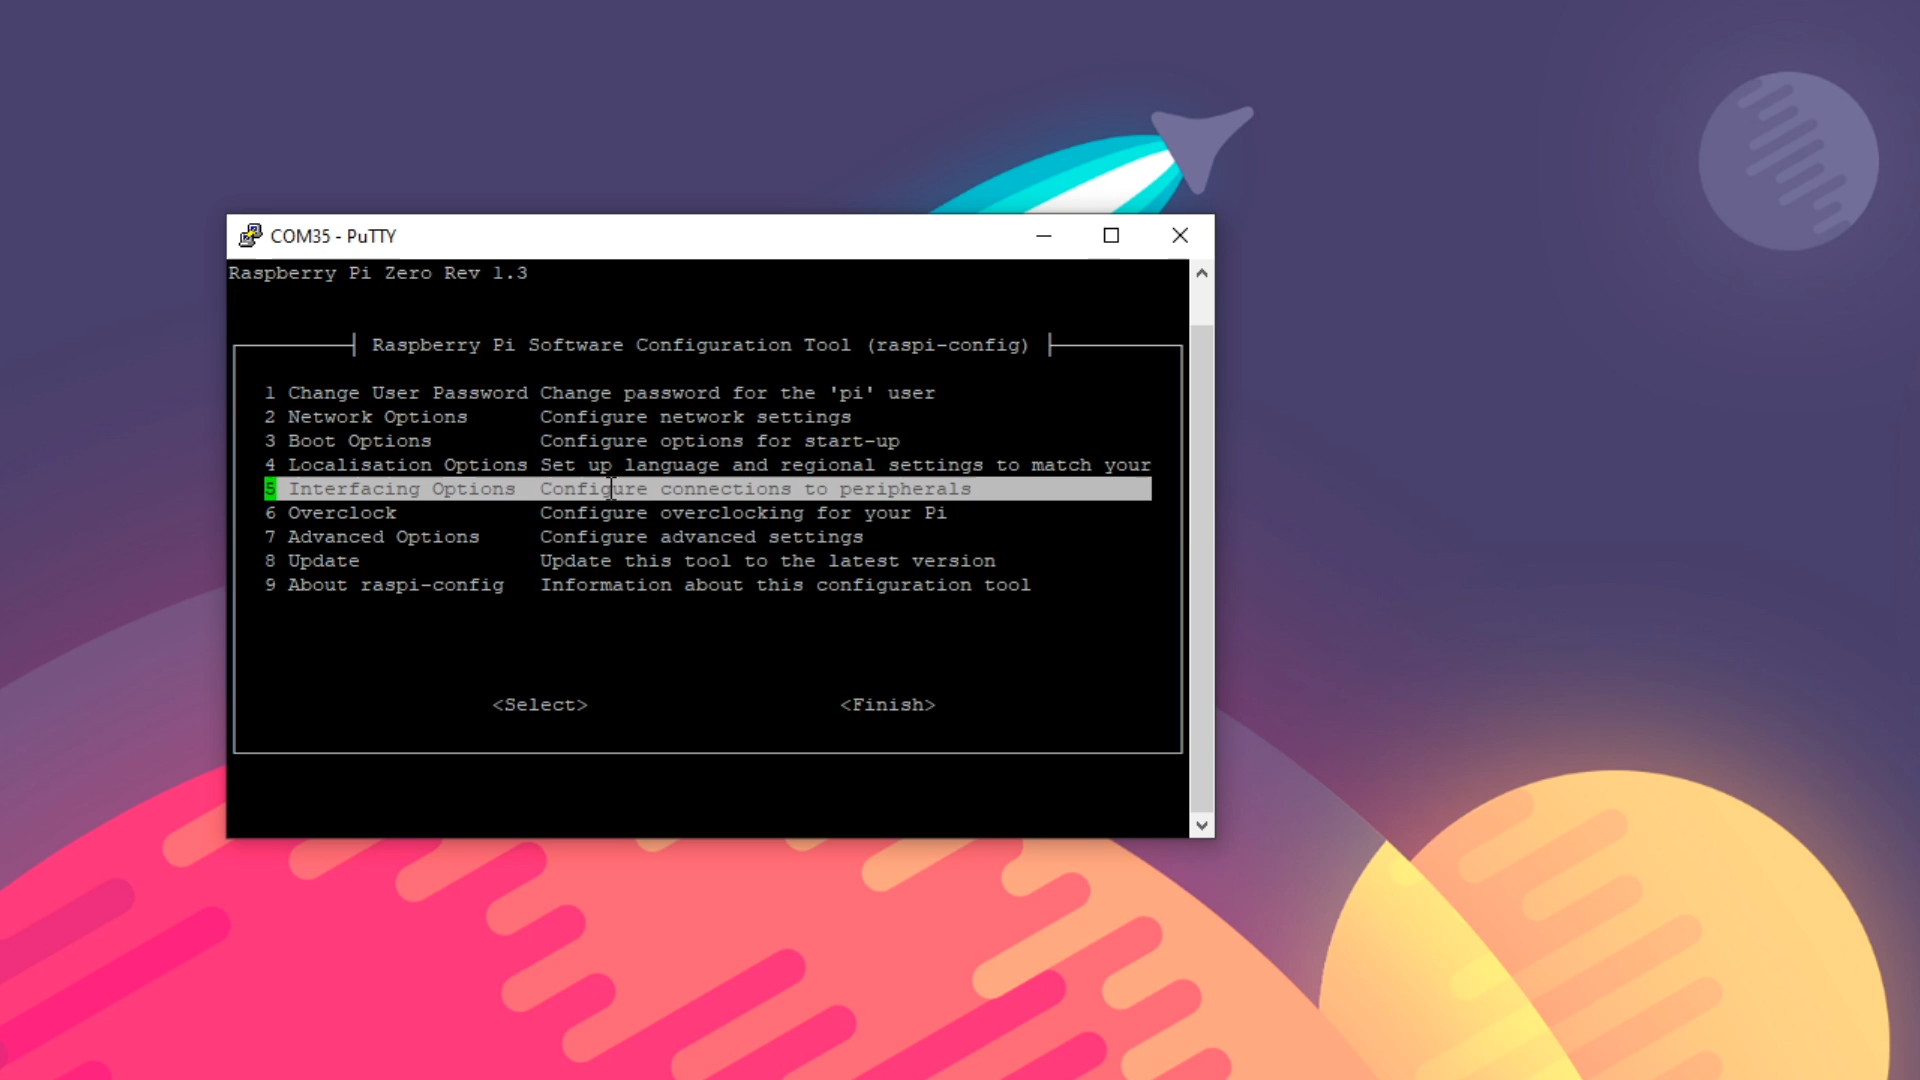 COM35 - PuTTY
Raspberry Pi Zero Rev 1.3
Raspberry Pi Software Configuration Tool (raspi-config)
1 Change User Password Change password for the 'pi' user
2 Network Options Configure network settings
3 Boot Options Configure options for start-up
4 Localisation Options Set up language and regional settings to match your
5 Interfacing Options Configure connections to peripherals
6 Overclock Configure overclocking for your Pi
7 Advanced Options Configure advanced settings
8 Update Update this tool to the latest version
9 About raspi-config Information about this configuration tool
<Select> <Finish>